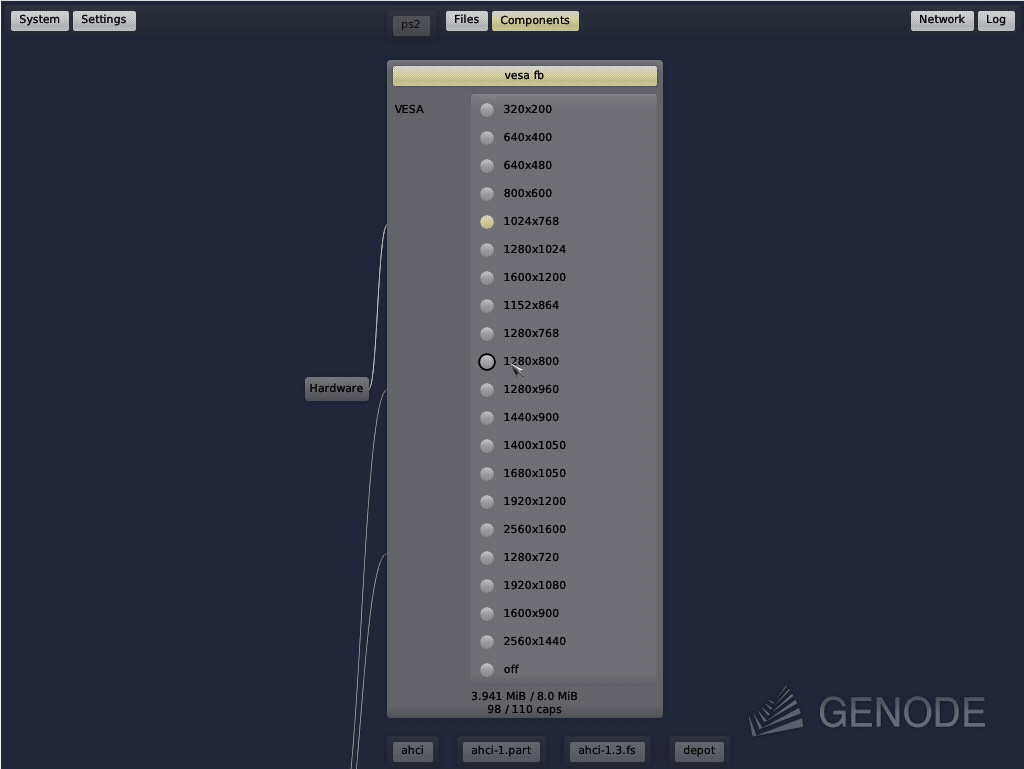 System Settings ps2 Files Components Network Log
vesa fb
VESA 320x200
640x400
640x480
800x600
1024x768
1280x1024
1600x1200
1152x864
1280x768
1280x800
Hardware 1280x960
1440x900
1400x1050
1680x1050
1920x1200
2560x1600
1280x720
1920x1080
1600x900
2560x1440
off
3.941 MiB / 8.0 MiB
98 / 110 caps
GENODE
ahci ahci-1.part ahci-1.3.fs depot